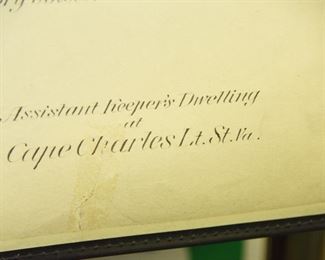 Assistant Keeper's Dwelling
at
Cape Charles Lt. St. Va.